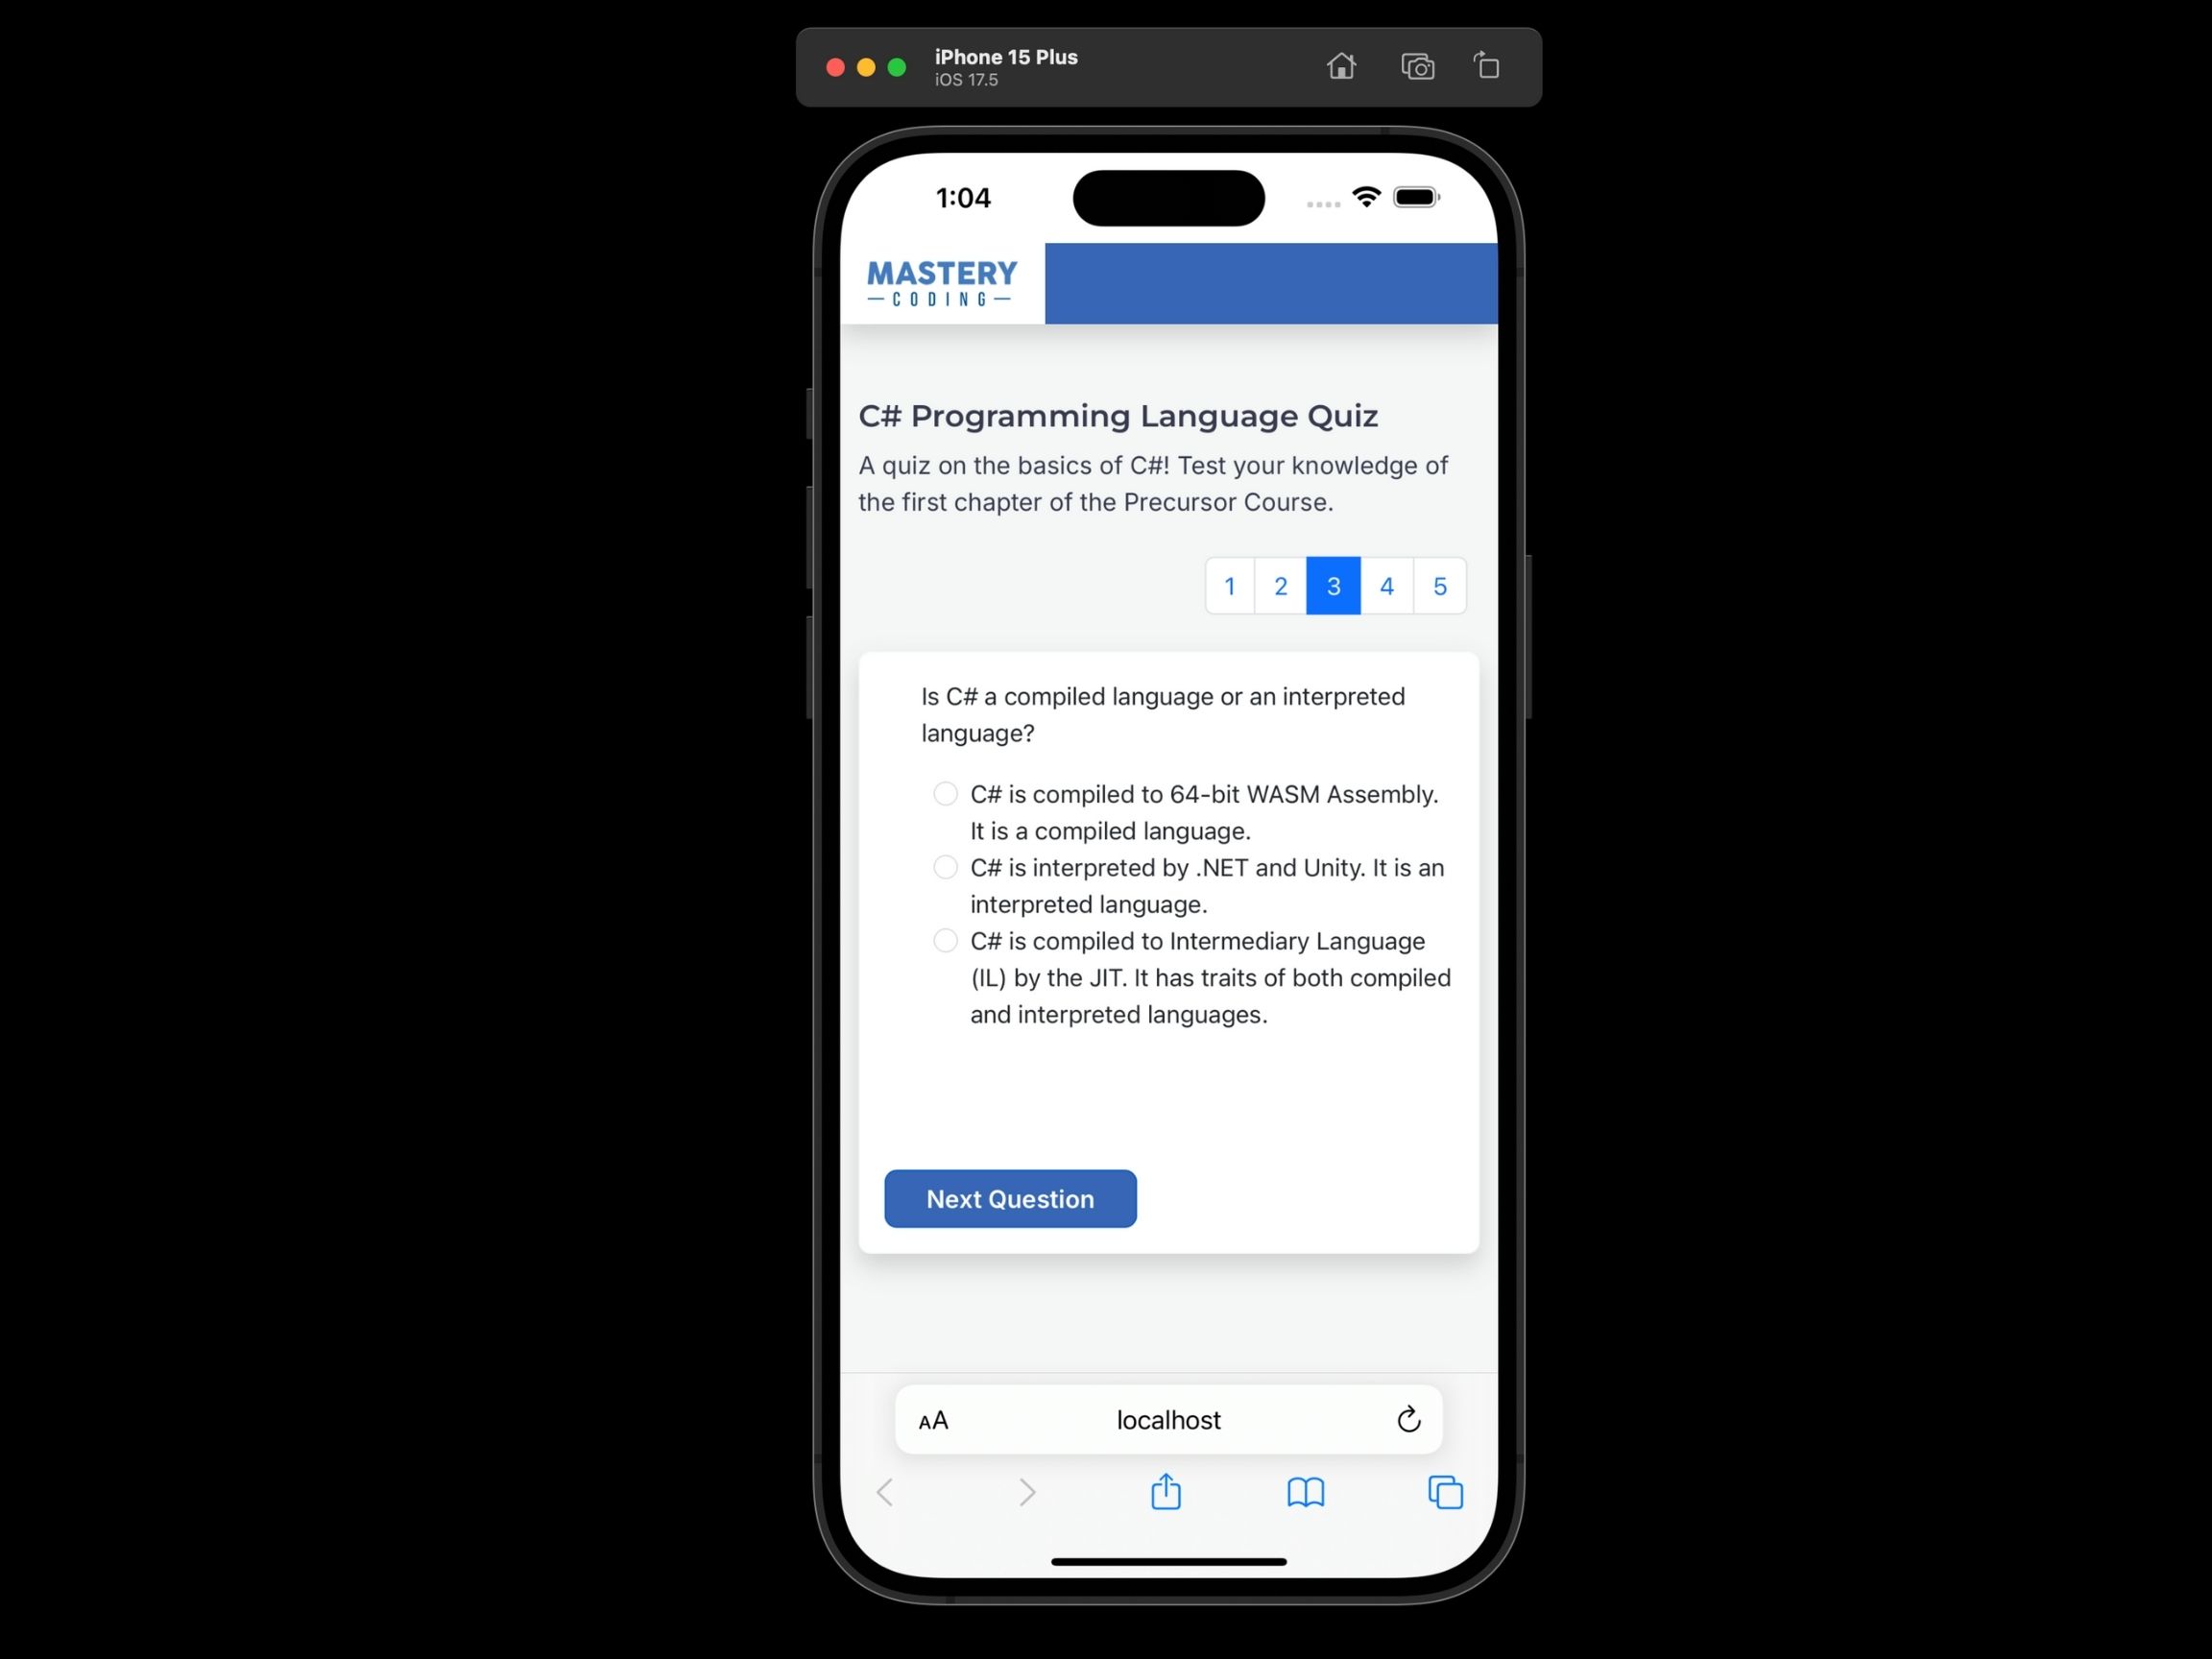 iPhone 15 Plus
iOS 17.5
1:04
MASTERY
CODING
C# Programming Language Quiz
A quiz on the basics of C#! Test your knowledge of
the first chapter of the Precursor Course.
1 2 3 4 5
Is C# a compiled language or an interpreted
language?
C# is compiled to 64-bit WASM Assembly.
It is a compiled language.
C# is interpreted by .NET and Unity. It is an
interpreted language.
C# is compiled to Intermediary Language
(IL) by the JIT. It has traits of both compiled
and interpreted languages.
Next Question
AA localhost